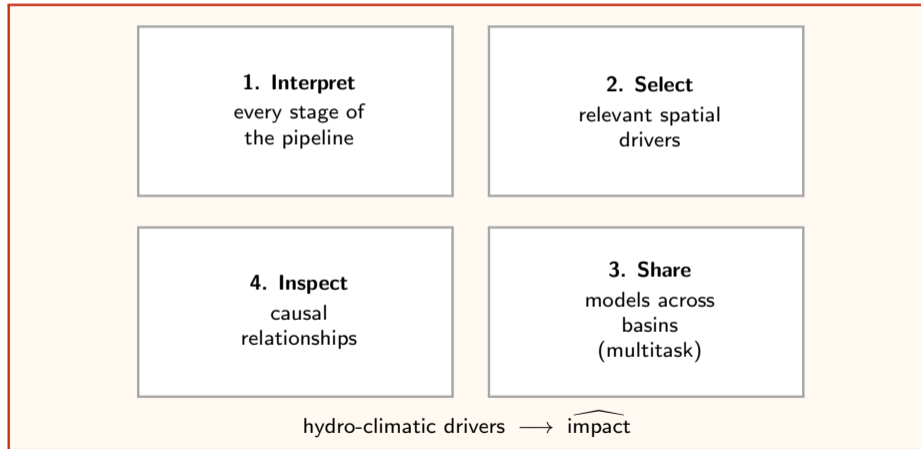 1. Interpret
every stage of
the pipeline
2. Select
relevant spatial
drivers
4. Inspect
causal
relationships
3. Share
models across
basins
(multitask)
hydro-climatic drivers ⟶ \widehat{impact}